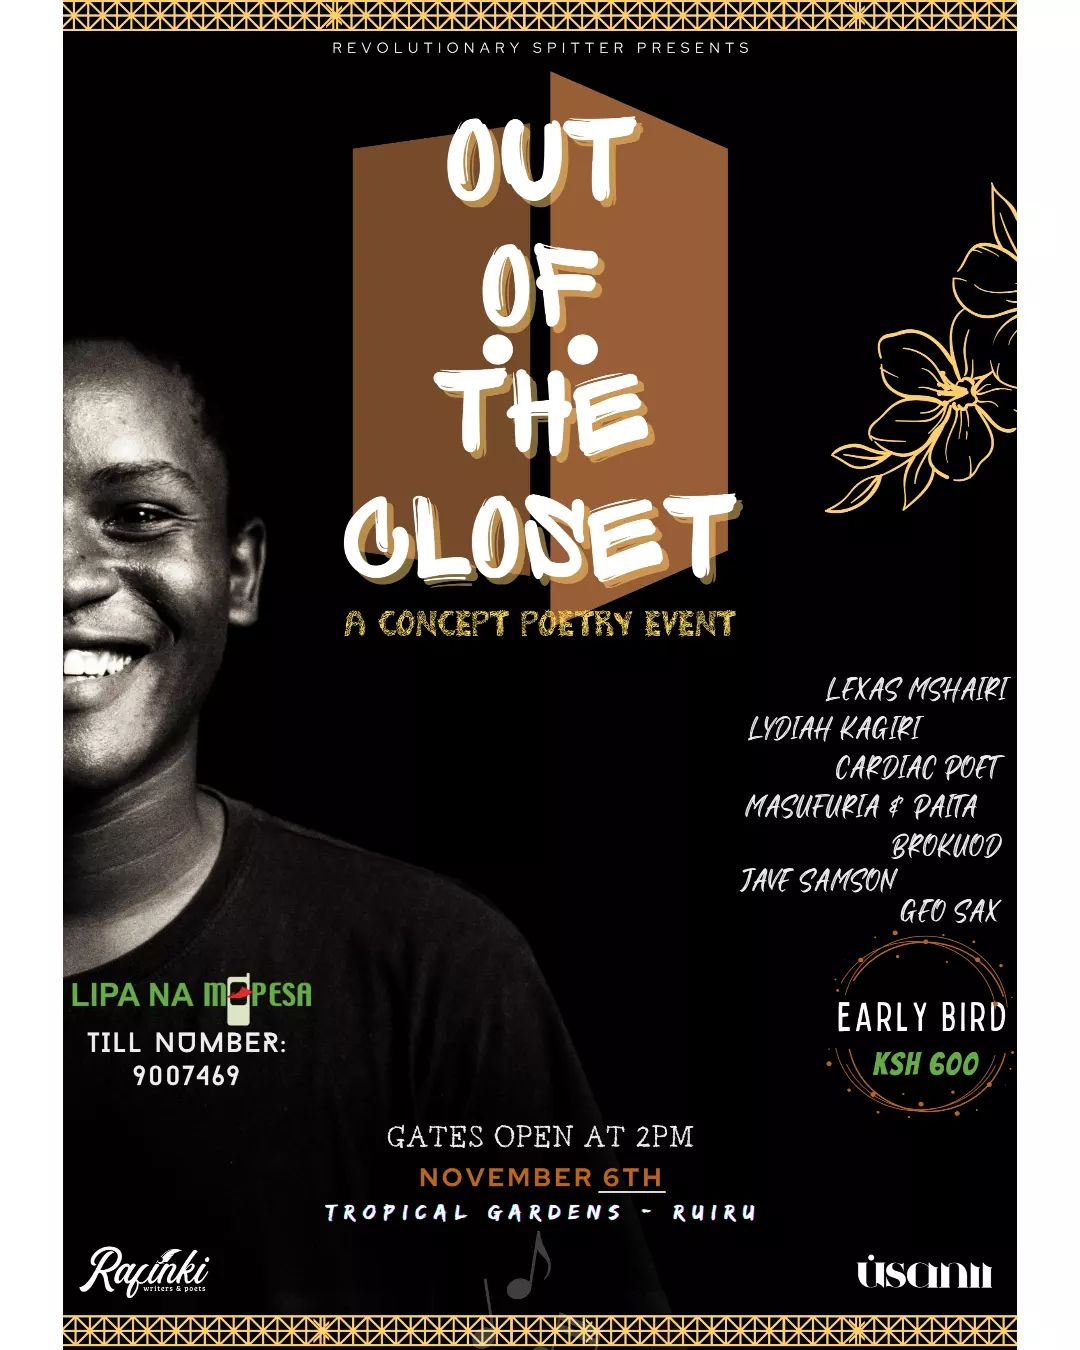 REVOLUTIONARY SPITTER PRESENTS
OUT
OF
THE
CLOSET
A CONCEPT POETRY EVENT
LEXAS MSHAIRI
LYDIAH KAGIRI
CARDIAC POET
MASUFURIA & PAITA
BROKUOD
JAVE SAMSON
GEO SAX
LIPA NA M-PESA
TILL NUMBER:
9007469
EARLY BIRD
KSH 600
GATES OPEN AT 2PM
NOVEMBER 6TH
TROPICAL GARDENS - RUIRU
Rafinki
writers & poets
usanii